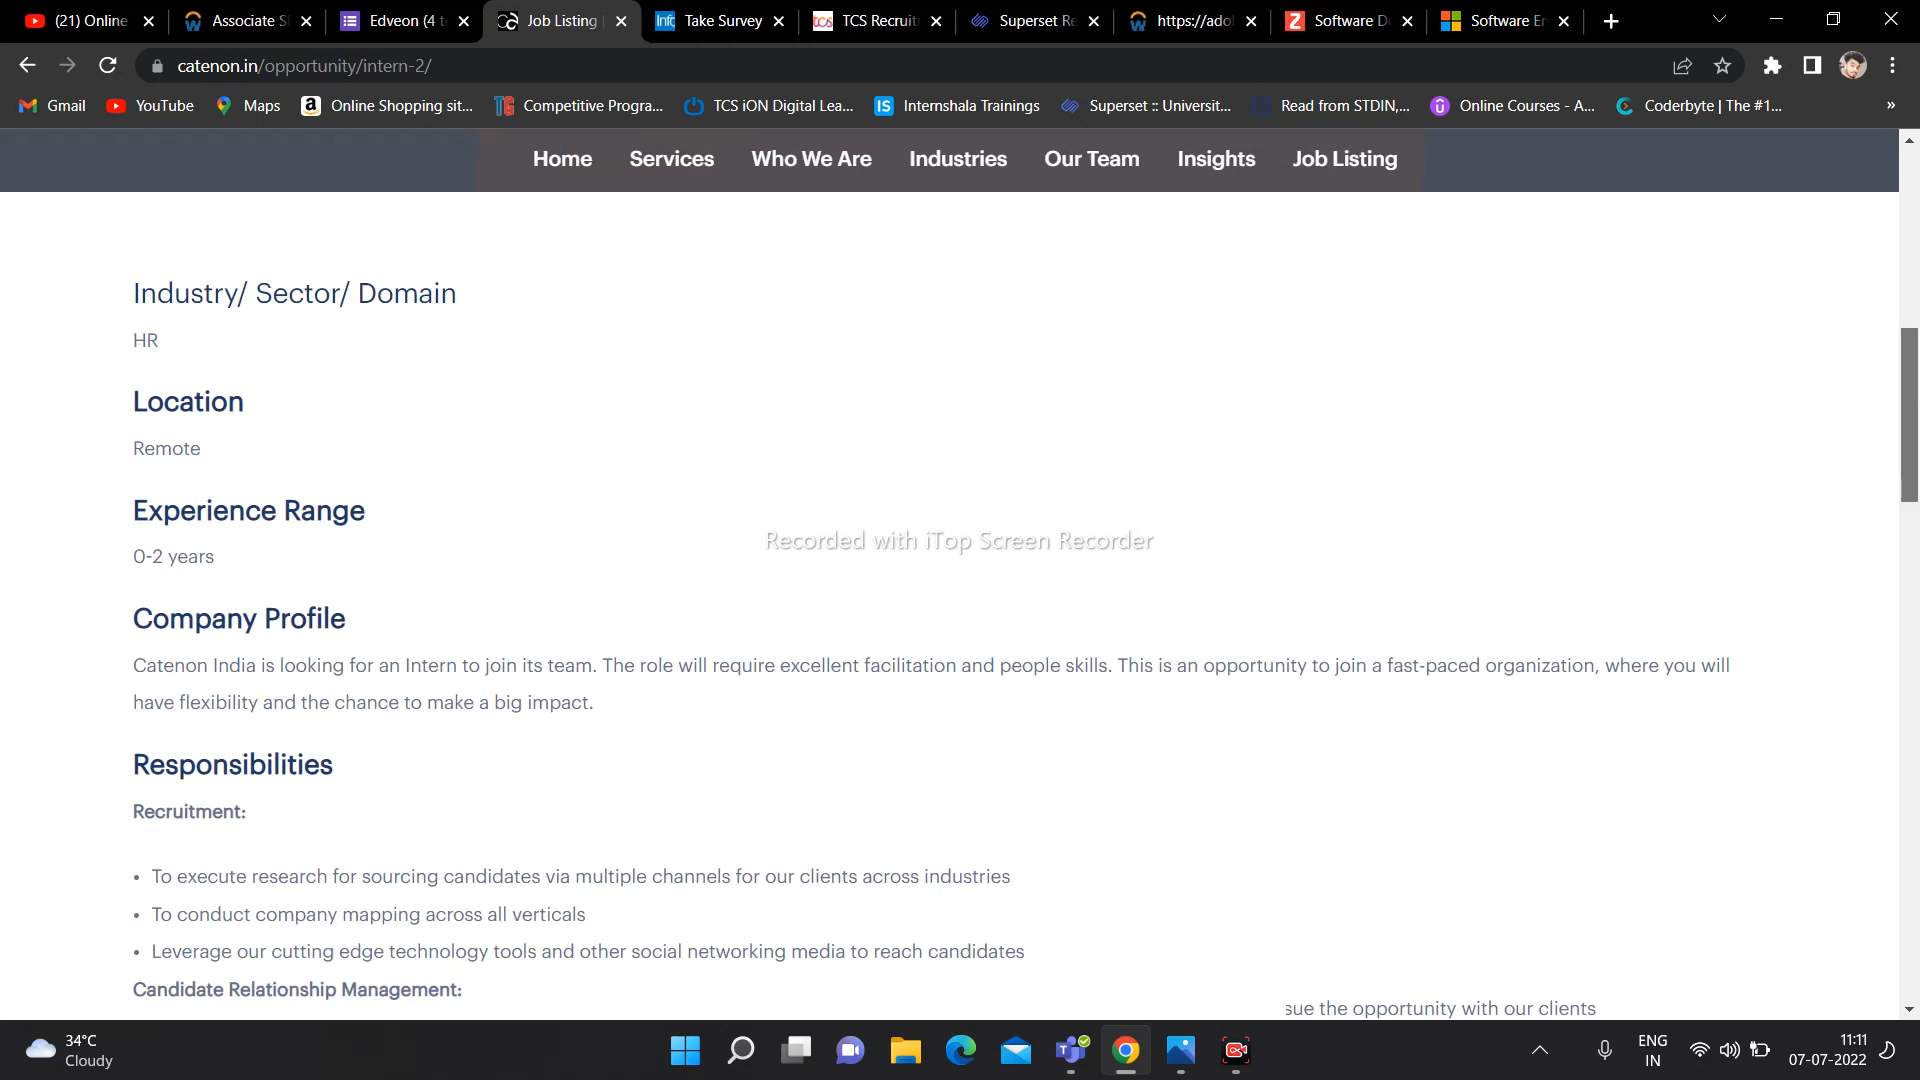 (21) Online
Associate S
Edveon (4 t
Job Listing
Take Survey
TCS Recruit
Superset Re
https://adol
Software D
Software En
catenon.in/opportunity/intern-2/
Gmail
YouTube
Maps
Online Shopping sit...
Competitive Progra...
TCS iON Digital Lea...
Internshala Trainings
Superset :: Universit...
Read from STDIN,...
Online Courses - A...
Coderbyte | The #1...
»
Home Services Who We Are Industries Our Team Insights Job Listing
Industry/ Sector/ Domain
HR
Location
Remote
Experience Range
0-2 years
Recorded with iTop Screen Recorder
Company Profile
Catenon India is looking for an Intern to join its team. The role will require excellent facilitation and people skills. This is an opportunity to join a fast-paced organization, where you will
have flexibility and the chance to make a big impact.
Responsibilities
Recruitment:
• To execute research for sourcing candidates via multiple channels for our clients across industries
• To conduct company mapping across all verticals
• Leverage our cutting edge technology tools and other social networking media to reach candidates
Candidate Relationship Management:
sue the opportunity with our clients
34°C
Cloudy
ENG
IN
11:11
07-07-2022